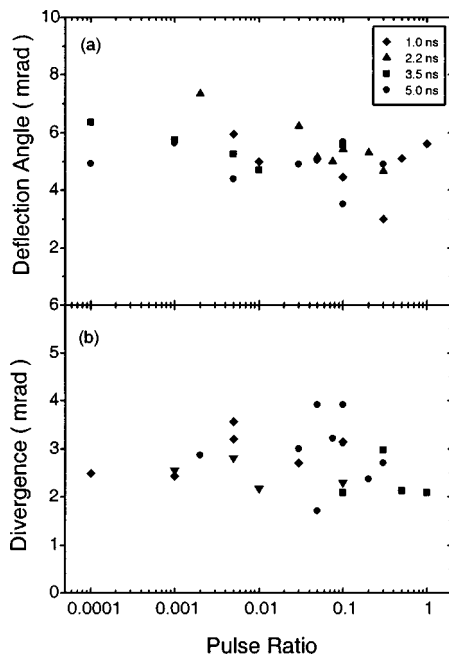 10
(a)
1.0 ns
2.2 ns
3.5 ns
5.0 ns
8
6
4
2
Deflection Angle ( mrad )
6
(b)
5
4
3
2
1
0
Divergence ( mrad )
0.0001
0.001
0.01
0.1
1
Pulse Ratio